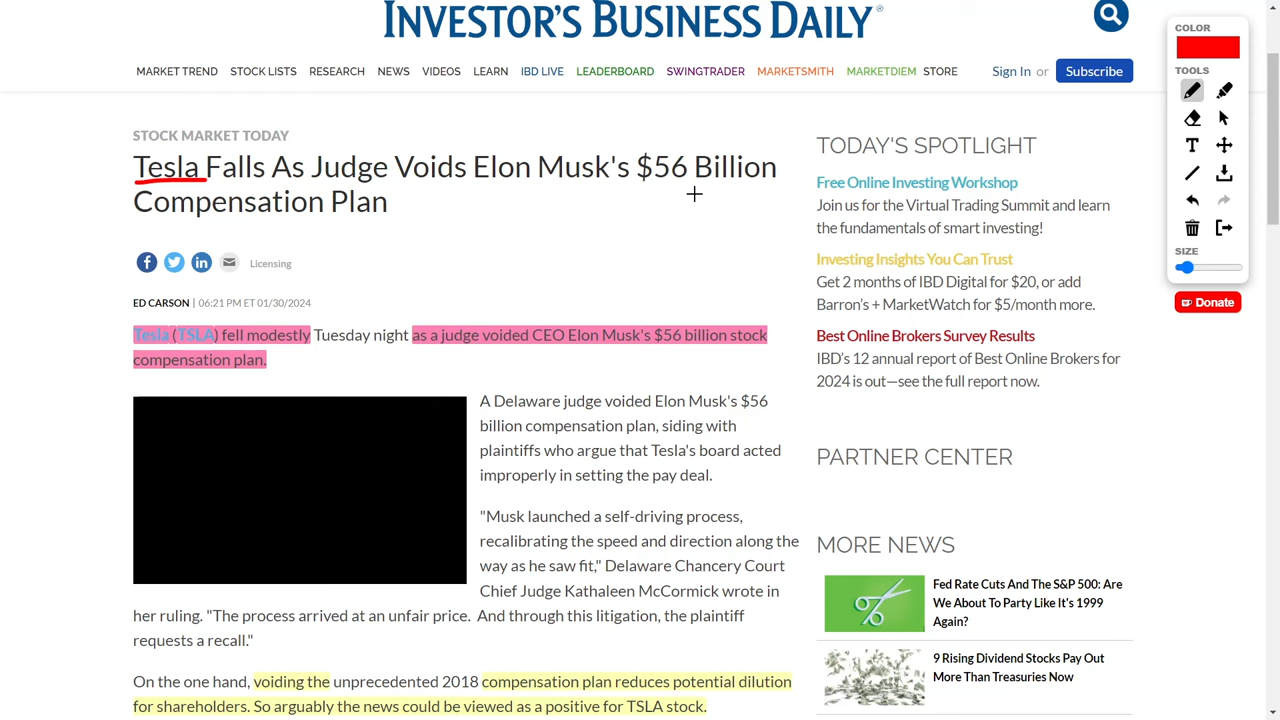 INVESTOR'S BUSINESS DAILY®
MARKET TREND STOCK LISTS RESEARCH NEWS VIDEOS LEARN IBD LIVE LEADERBOARD SWINGTRADER MARKETSMITH MARKETDIEM STORE Sign In or Subscribe
STOCK MARKET TODAY
Tesla Falls As Judge Voids Elon Musk's $56 Billion
Compensation Plan
Licensing
ED CARSON | 06:21 PM ET 01/30/2024
Tesla (TSLA) fell modestly Tuesday night as a judge voided CEO Elon Musk's $56 billion stock
compensation plan.
A Delaware judge voided Elon Musk's $56
billion compensation plan, siding with
plaintiffs who argue that Tesla's board acted
improperly in setting the pay deal.
"Musk launched a self-driving process,
recalibrating the speed and direction along the
way as he saw fit," Delaware Chancery Court
Chief Judge Kathaleen McCormick wrote in
her ruling. "The process arrived at an unfair price. And through this litigation, the plaintiff
requests a recall."
On the one hand, voiding the unprecedented 2018 compensation plan reduces potential dilution
for shareholders. So arguably the news could be viewed as a positive for TSLA stock.
TODAY'S SPOTLIGHT
Free Online Investing Workshop
Join us for the Virtual Trading Summit and learn
the fundamentals of smart investing!
Investing Insights You Can Trust
Get 2 months of IBD Digital for $20, or add
Barron's + MarketWatch for $5/month more.
Best Online Brokers Survey Results
IBD's 12 annual report of Best Online Brokers for
2024 is out—see the full report now.
PARTNER CENTER
MORE NEWS
Fed Rate Cuts And The S&P 500: Are
We About To Party Like It's 1999
Again?
9 Rising Dividend Stocks Pay Out
More Than Treasuries Now
COLOR
TOOLS
T
SIZE
Donate